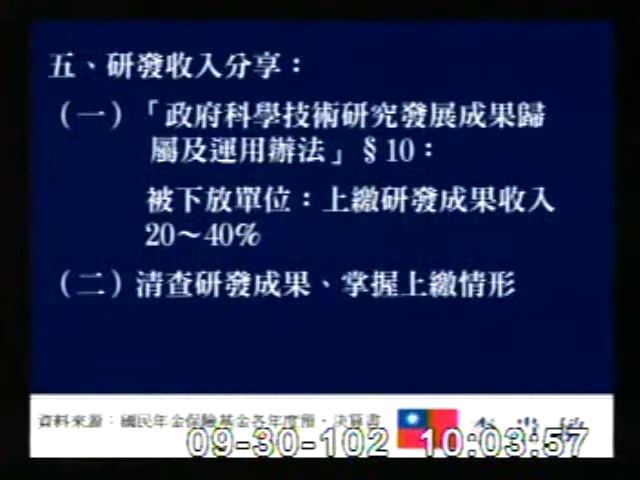 五、研發收入分享：
（一）「政府科學技術研究發展成果歸
屬及運用辦法」§10：
被下放單位：上繳研發成果收入
20～40%
（二）清查研發成果、掌握上繳情形
資料來源：國民年金保險基金各年度預、決算書
09-30-102 10:03:57